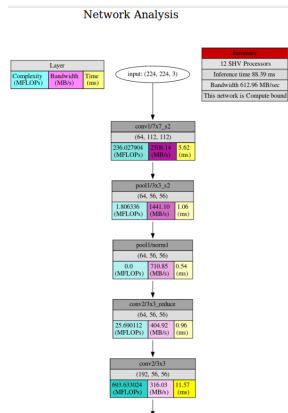 Network Analysis
Layer
Complexity (MFLOPs) Bandwidth (MB/s) Time (ms)
input: (224, 224, 3)
Summary
12 SHV Processors
Inference time 88.39 ms
Bandwidth 612.96 MB/sec
This network is Compute bound
conv1/7x7_s2
(64, 112, 112)
236.027904 (MFLOPs) (MB/s) 5.62 (ms)
pool1/3x3_s2
(64, 56, 56)
1.806336 (MFLOPs) 1441.10 (MB/s) 1.06 (ms)
pool1/norm1
(64, 56, 56)
0.0 (MFLOPs) 710.85 (MB/s) 0.54 (ms)
conv2/3x3_reduce
(64, 56, 56)
25.690112 (MFLOPs) 404.92 (MB/s) 0.96 (ms)
conv2/3x3
(192, 56, 56)
693.633024 (MFLOPs) 316.03 (MB/s) 11.57 (ms)